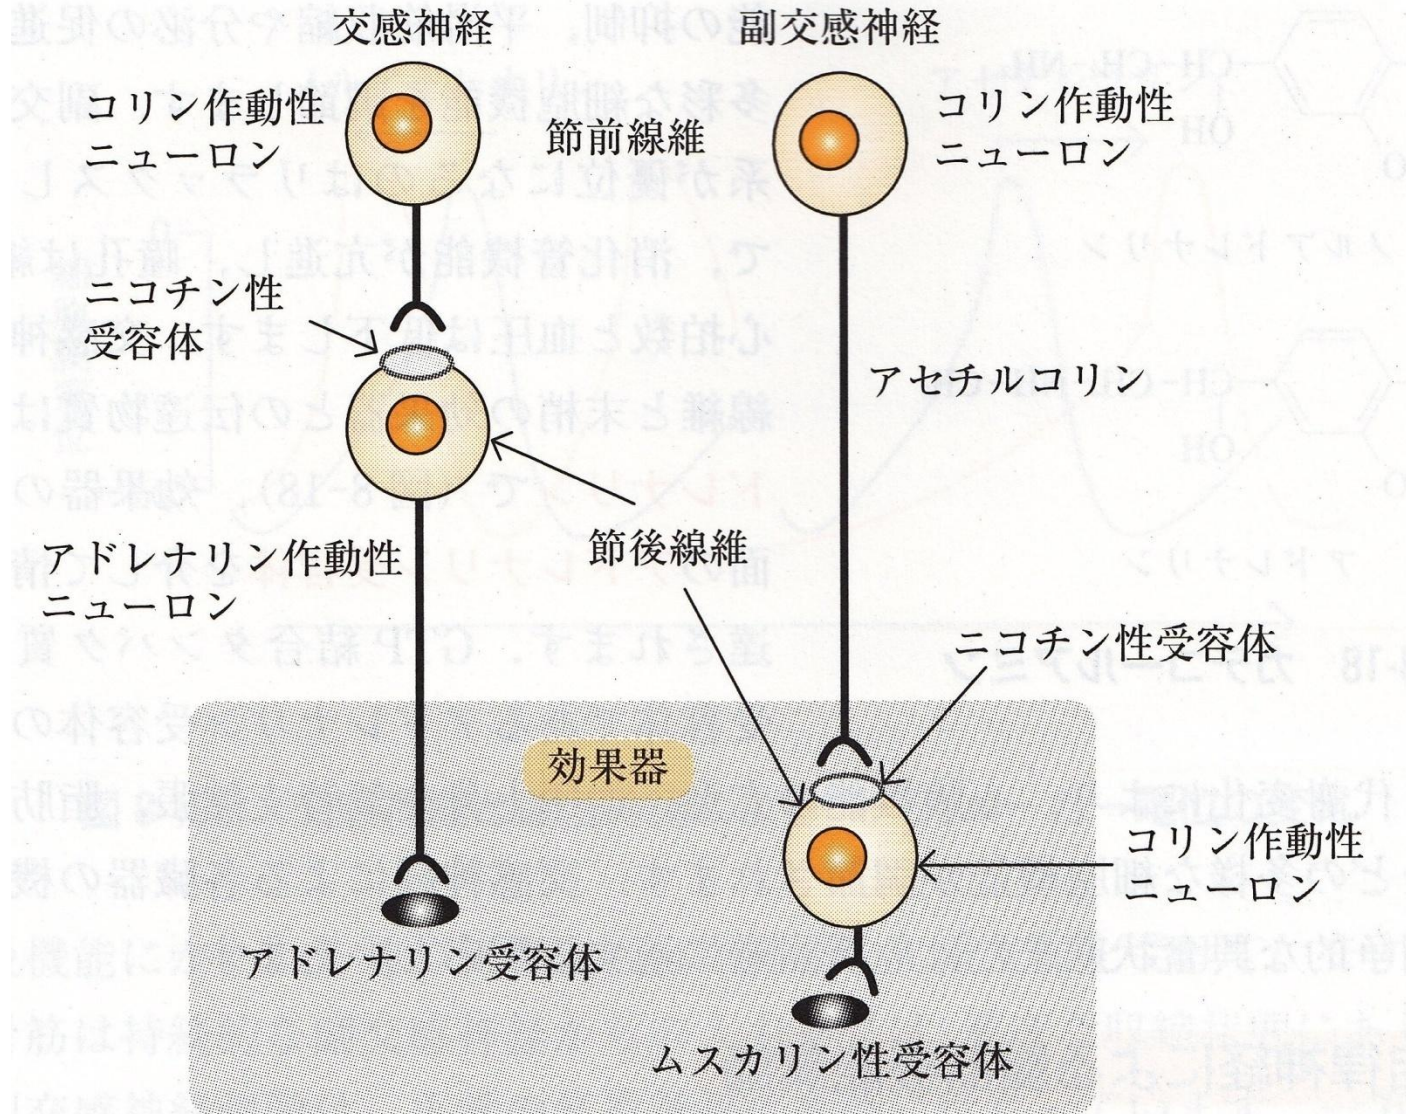 交感神経
副交感神経
コリン作動性
ニューロン
節前線維
コリン作動性
ニューロン
ニコチン性
受容体
アセチルコリン
アドレナリン作動性
ニューロン
節後線維
ニコチン性受容体
効果器
コリン作動性
ニューロン
アドレナリン受容体
ムスカリン性受容体